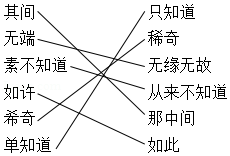 其间 只知道
无端 稀奇
素不知道 无缘无故
如许 从来不知道
希奇 那中间
单知道 如此